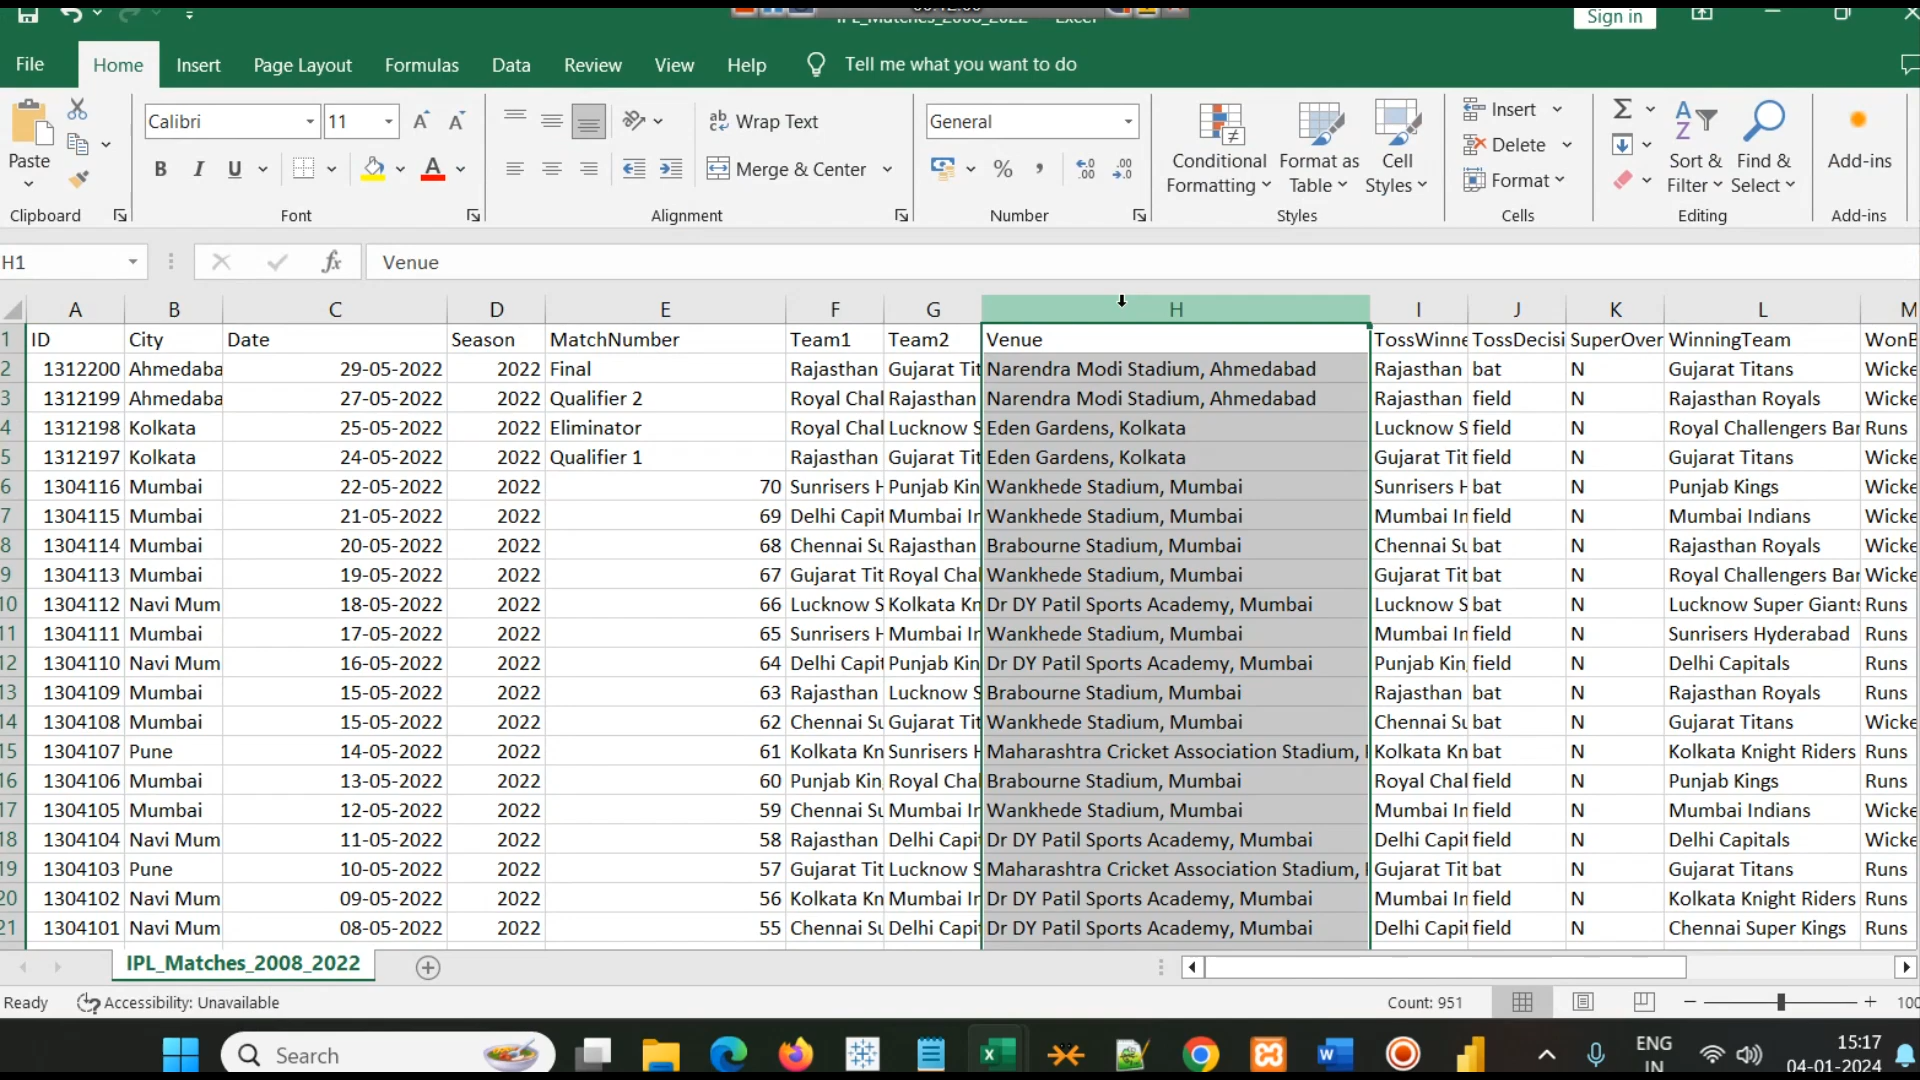 IPL_Matches_2008_2022 - Excel
Sign in
File Home Insert Page Layout Formulas Data Review View Help Tell me what you want to do
Calibri 11 Wrap Text General Insert
Paste Conditional Formatting Format as Table Cell Styles Delete Sort & Filter Find & Select Add-ins
Merge & Center Format
Clipboard Font Alignment Number Styles Cells Editing Add-ins
H1 fx Venue
A B C D E F G H I J K L M
1 ID City Date Season MatchNumber Team1 Team2 Venue TossWinne TossDecisi SuperOver WinningTeam WonB
2 1312200 Ahmedaba 29-05-2022 2022 Final Rajasthan Gujarat Tit Narendra Modi Stadium, Ahmedabad Rajasthan bat N Gujarat Titans Wicke
3 1312199 Ahmedaba 27-05-2022 2022 Qualifier 2 Royal Chal Rajasthan Narendra Modi Stadium, Ahmedabad Rajasthan field N Rajasthan Royals Wicke
4 1312198 Kolkata 25-05-2022 2022 Eliminator Royal Chal Lucknow S Eden Gardens, Kolkata Lucknow S field N Royal Challengers Ban Runs
5 1312197 Kolkata 24-05-2022 2022 Qualifier 1 Rajasthan Gujarat Tit Eden Gardens, Kolkata Gujarat Tit field N Gujarat Titans Wicke
6 1304116 Mumbai 22-05-2022 2022 70 Sunrisers H Punjab Kin Wankhede Stadium, Mumbai Sunrisers H bat N Punjab Kings Wicke
7 1304115 Mumbai 21-05-2022 2022 69 Delhi Capit Mumbai In Wankhede Stadium, Mumbai Mumbai In field N Mumbai Indians Wicke
8 1304114 Mumbai 20-05-2022 2022 68 Chennai Su Rajasthan Brabourne Stadium, Mumbai Chennai Su bat N Rajasthan Royals Wicke
9 1304113 Mumbai 19-05-2022 2022 67 Gujarat Tit Royal Chal Wankhede Stadium, Mumbai Gujarat Tit bat N Royal Challengers Ban Wicke
10 1304112 Navi Mum 18-05-2022 2022 66 Lucknow S Kolkata Kn Dr DY Patil Sports Academy, Mumbai Lucknow S bat N Lucknow Super Giants Runs
11 1304111 Mumbai 17-05-2022 2022 65 Sunrisers H Mumbai In Wankhede Stadium, Mumbai Mumbai In field N Sunrisers Hyderabad Runs
12 1304110 Navi Mum 16-05-2022 2022 64 Delhi Capit Punjab Kin Dr DY Patil Sports Academy, Mumbai Punjab Kin field N Delhi Capitals Runs
13 1304109 Mumbai 15-05-2022 2022 63 Rajasthan Lucknow S Brabourne Stadium, Mumbai Rajasthan bat N Rajasthan Royals Runs
14 1304108 Mumbai 15-05-2022 2022 62 Chennai Su Gujarat Tit Wankhede Stadium, Mumbai Chennai Su bat N Gujarat Titans Wicke
15 1304107 Pune 14-05-2022 2022 61 Kolkata Kn Sunrisers H Maharashtra Cricket Association Stadium, Kolkata Kn bat N Kolkata Knight Riders Runs
16 1304106 Mumbai 13-05-2022 2022 60 Punjab Kin Royal Chal Brabourne Stadium, Mumbai Royal Chal field N Punjab Kings Runs
17 1304105 Mumbai 12-05-2022 2022 59 Chennai Su Mumbai In Wankhede Stadium, Mumbai Mumbai In field N Mumbai Indians Wicke
18 1304104 Navi Mum 11-05-2022 2022 58 Rajasthan Delhi Capit Dr DY Patil Sports Academy, Mumbai Delhi Capit field N Delhi Capitals Wicke
19 1304103 Pune 10-05-2022 2022 57 Gujarat Tit Lucknow S Maharashtra Cricket Association Stadium, Gujarat Tit bat N Gujarat Titans Runs
20 1304102 Navi Mum 09-05-2022 2022 56 Kolkata Kn Mumbai In Dr DY Patil Sports Academy, Mumbai Mumbai In field N Kolkata Knight Riders Runs
21 1304101 Navi Mum 08-05-2022 2022 55 Chennai Su Delhi Capit Dr DY Patil Sports Academy, Mumbai Delhi Capit field N Chennai Super Kings Runs
IPL_Matches_2008_2022
Ready Accessibility: Unavailable Count: 951 100
Search ENG IN 15:17 04-01-2024